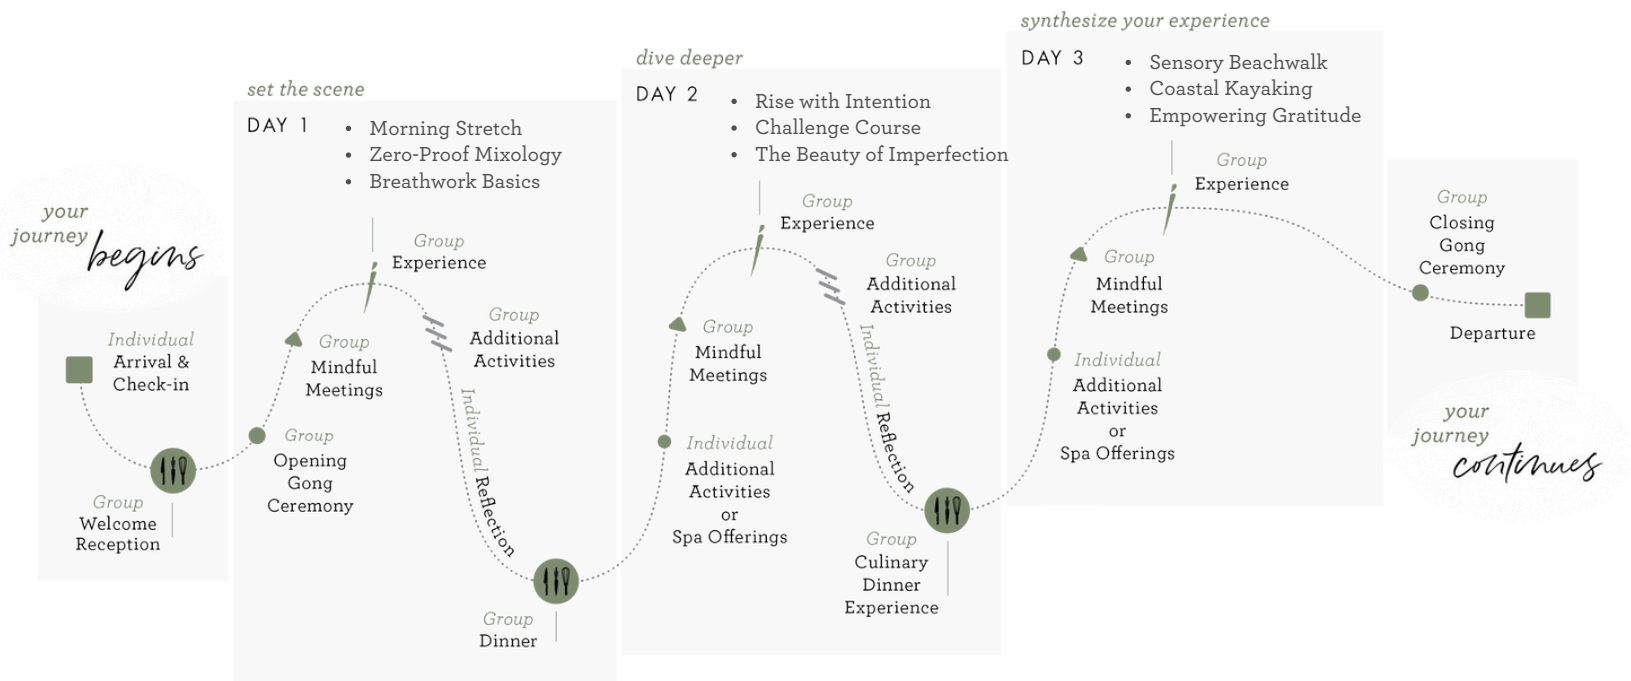 your
journey
begins
Individual
Arrival &
Check-in
Group
Welcome
Reception
set the scene
DAY 1
• Morning Stretch
• Zero-Proof Mixology
• Breathwork Basics
Group
Opening
Gong
Ceremony
Group
Mindful
Meetings
Group
Experience
Group
Additional
Activities
Individual Reflection
Group
Dinner
dive deeper
DAY 2
• Rise with Intention
• Challenge Course
• The Beauty of Imperfection
Individual
Additional
Activities
or
Spa Offerings
Group
Mindful
Meetings
Group
Experience
Group
Additional
Activities
Individual Reflection
Group
Culinary
Dinner
Experience
synthesize your experience
DAY 3
• Sensory Beachwalk
• Coastal Kayaking
• Empowering Gratitude
Individual
Additional
Activities
or
Spa Offerings
Group
Mindful
Meetings
Group
Experience
Group
Closing
Gong
Ceremony
Departure
your
journey
continues